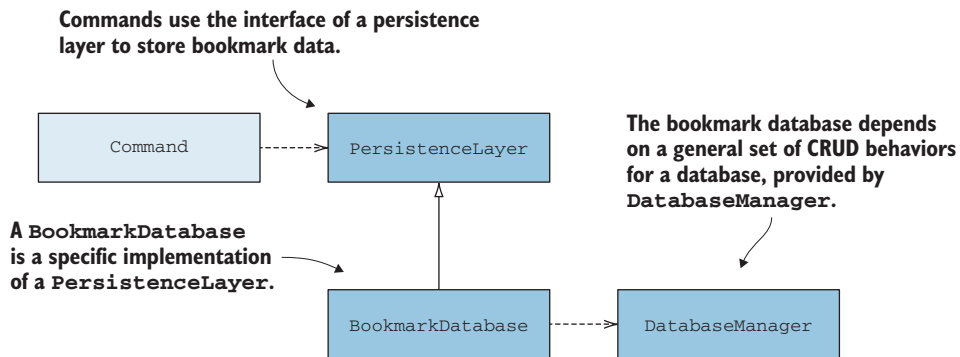 Commands use the interface of a persistence
layer to store bookmark data.
Command
PersistenceLayer
The bookmark database depends
on a general set of CRUD behaviors
for a database, provided by
DatabaseManager.
A BookmarkDatabase
is a specific implementation
of a PersistenceLayer.
BookmarkDatabase
DatabaseManager